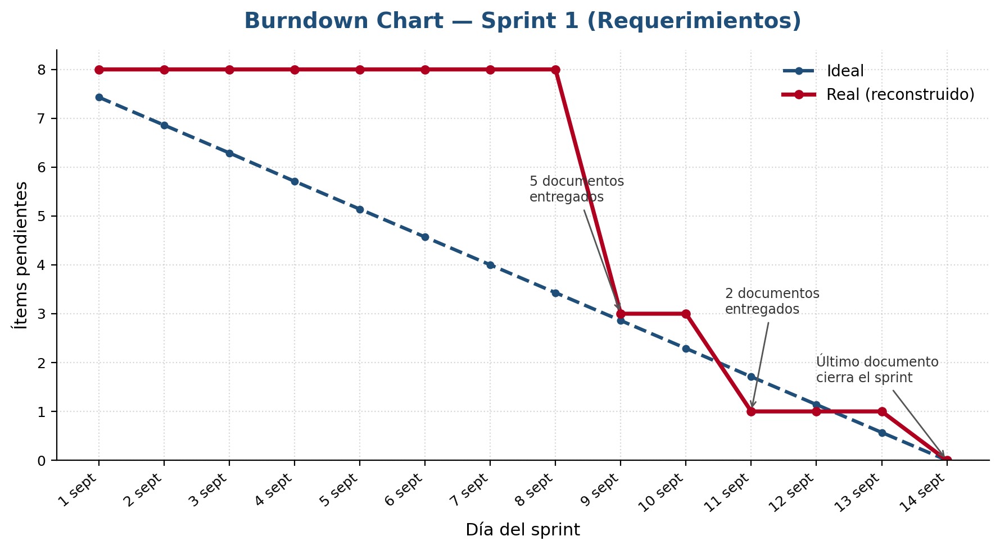 Burndown Chart — Sprint 1 (Requerimientos)
Ideal
Real (reconstruido)
Ítems pendientes
8
7
6
5
4
3
2
1
0
5 documentos
entregados
2 documentos
entregados
Último documento
cierra el sprint
1 sept
2 sept
3 sept
4 sept
5 sept
6 sept
7 sept
8 sept
9 sept
10 sept
11 sept
12 sept
13 sept
14 sept
Día del sprint